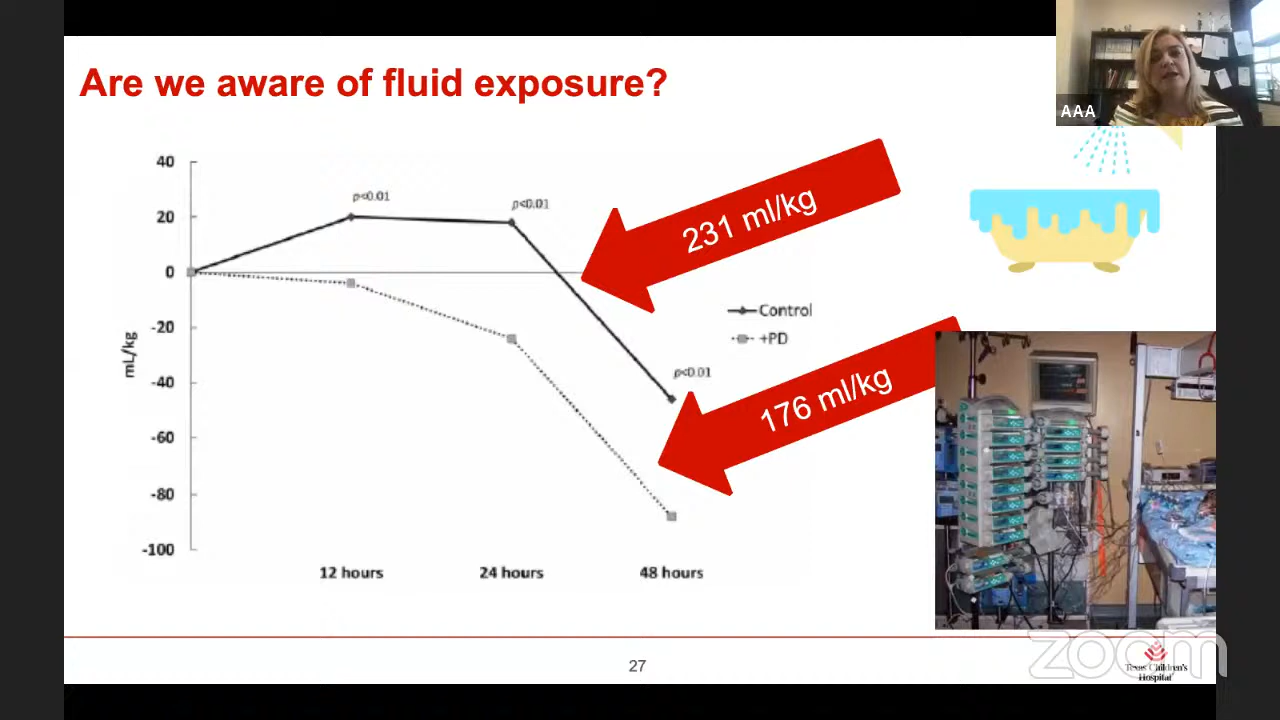 Are we aware of fluid exposure?
AAA
40
20
0
-20
-40
-60
-80
-100
mL/kg
p<0.01
p<0.01
p<0.01
231 ml/kg
176 ml/kg
Control
+PD
12 hours
24 hours
48 hours
27
zoom
Texas Children's
Hospital